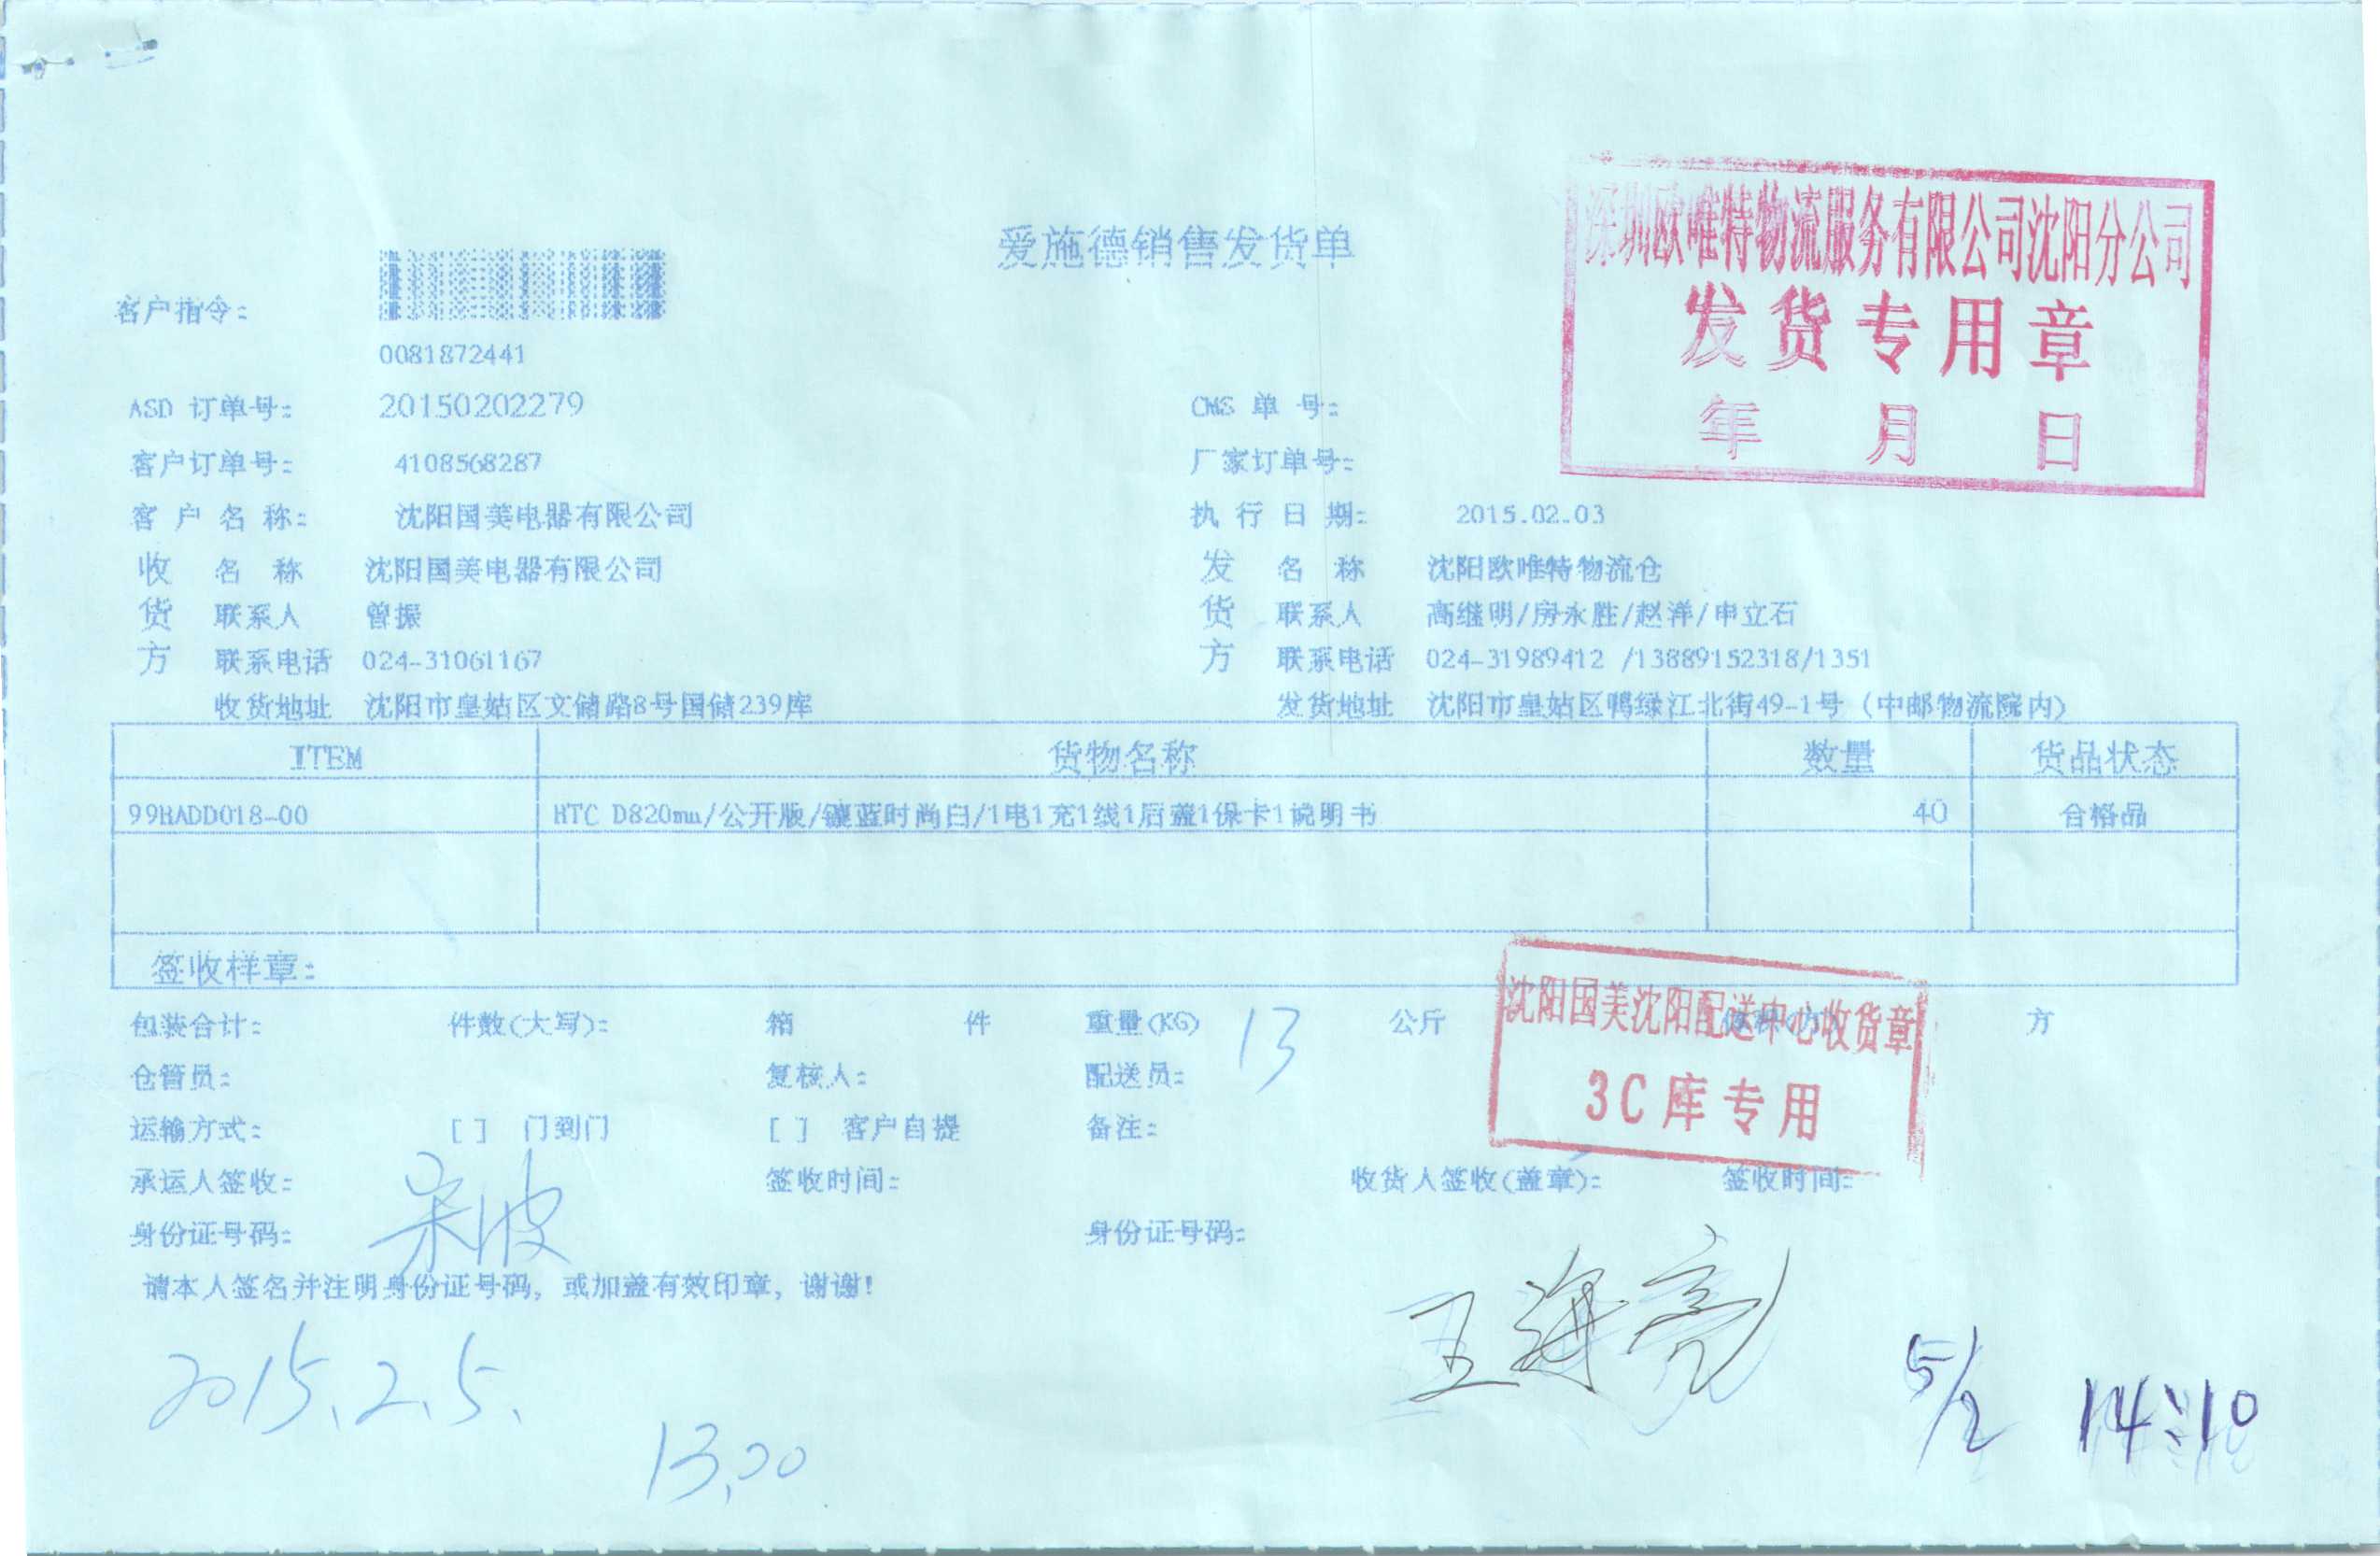 爱施德销售发货单
深圳欧唯特物流服务有限公司沈阳分公司
发货专用章
年 月 日
客户指令:
0081872441
ASD 订单号: 20150202279 CMS 单 号:
客户订单号: 4108568287 厂家订单号:
客 户 名 称: 沈阳国美电器有限公司 执 行 日 期: 2015.02.03
收 名 称 沈阳国美电器有限公司 发 名 称 沈阳欧唯特物流仓
货 联系人 曾振 货 联系人 高继明/房永胜/赵洋/申立石
方 联系电话 024-31061167 方 联系电话 024-31989412 /13889152318/1351
收货地址 沈阳市皇姑区文储路8号国储239库 发货地址 沈阳市皇姑区鸭绿江北街49-1号(中邮物流院内)
ITEM 货物名称 数量 货品状态
99HADD018-00 HTC D820mu/公开版/镶蓝时尚白/1电1充1线1后盖1保卡1说明书 40 合格品
签收样章:
沈阳国美沈阳配送中心收货章
3C库专用
包装合计: 件数(大写): 箱 件 重量(KG) 13 公斤 方
仓管员: 复核人: 配送员:
运输方式: [ ] 门到门 [ ] 客户自提 备注:
承运人签收: 宋波 签收时间: 收货人签收(盖章): 签收时间:
身份证号码: 身份证号码:
请本人签名并注明身份证号码，或加盖有效印章，谢谢!
王海亮
2015.2.5. 5/2 14:10
13.00